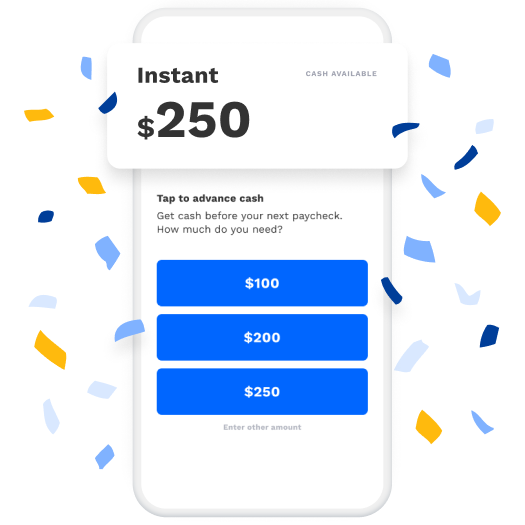 Instant
CASH AVAILABLE
$250
Tap to advance cash
Get cash before your next paycheck.
How much do you need?
$100
$200
$250
Enter other amount